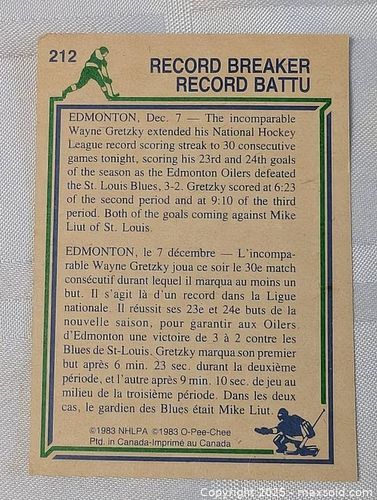 212
RECORD BREAKER
RECORD BATTU
EDMONTON, Dec. 7 — The incomparable
Wayne Gretzky extended his National Hockey
League record scoring streak to 30 consecutive
games tonight, scoring his 23rd and 24th goals
of the season as the Edmonton Oilers defeated
the St. Louis Blues, 3-2. Gretzky scored at 6:23
of the second period and at 9:10 of the third
period. Both of the goals coming against Mike
Liut of St. Louis.
EDMONTON, le 7 décembre — L'incompa-
rable Wayne Gretzky joua ce soir le 30e match
consécutif durant lequel il marqua au moins un
but. Il s'agit là d'un record dans la Ligue
nationale. Il réussit ses 23e et 24e buts de la
nouvelle saison, pour garantir aux Oilers
d'Edmonton une victoire de 3 à 2 contre les
Blues de St-Louis. Gretzky marqua son premier
but après 6 min. 23 sec. durant la deuxième
période, et l'autre après 9 min. 10 sec. de jeu au
milieu de la troisième période. Dans les deux
cas, le gardien des Blues était Mike Liut.
©1983 NHLPA ©1983 O-Pee-Chee
Ptd. in Canada-Imprimé au Canada
Copyright 2025 - maxsold.com